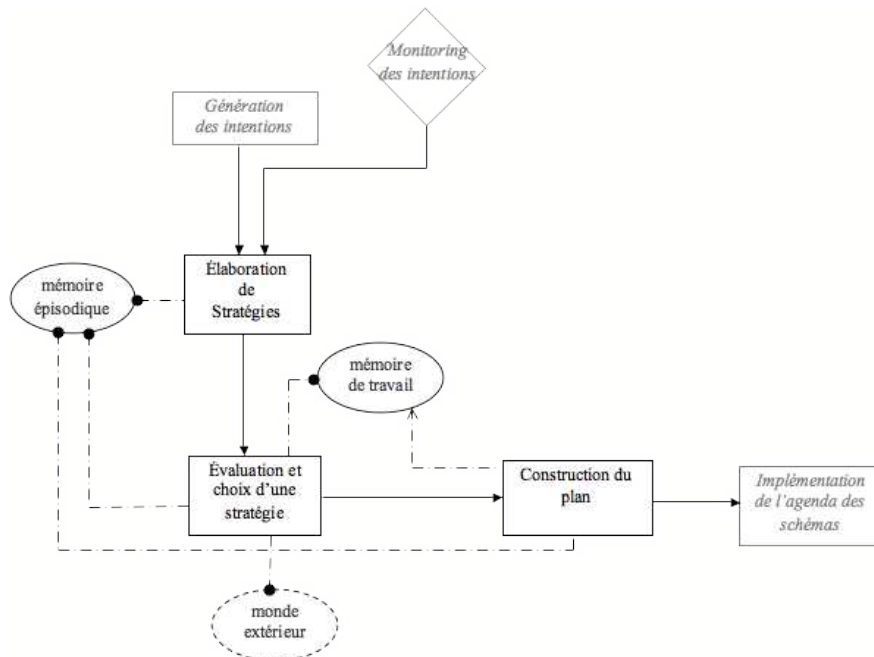 Monitoring
des intentions
Génération
des intentions
Élaboration
de
Stratégies
mémoire
épisodique
mémoire
de travail
Évaluation et
choix d'une
stratégie
Construction du
plan
Implémentation
de l'agenda des
schémas
monde
extérieur